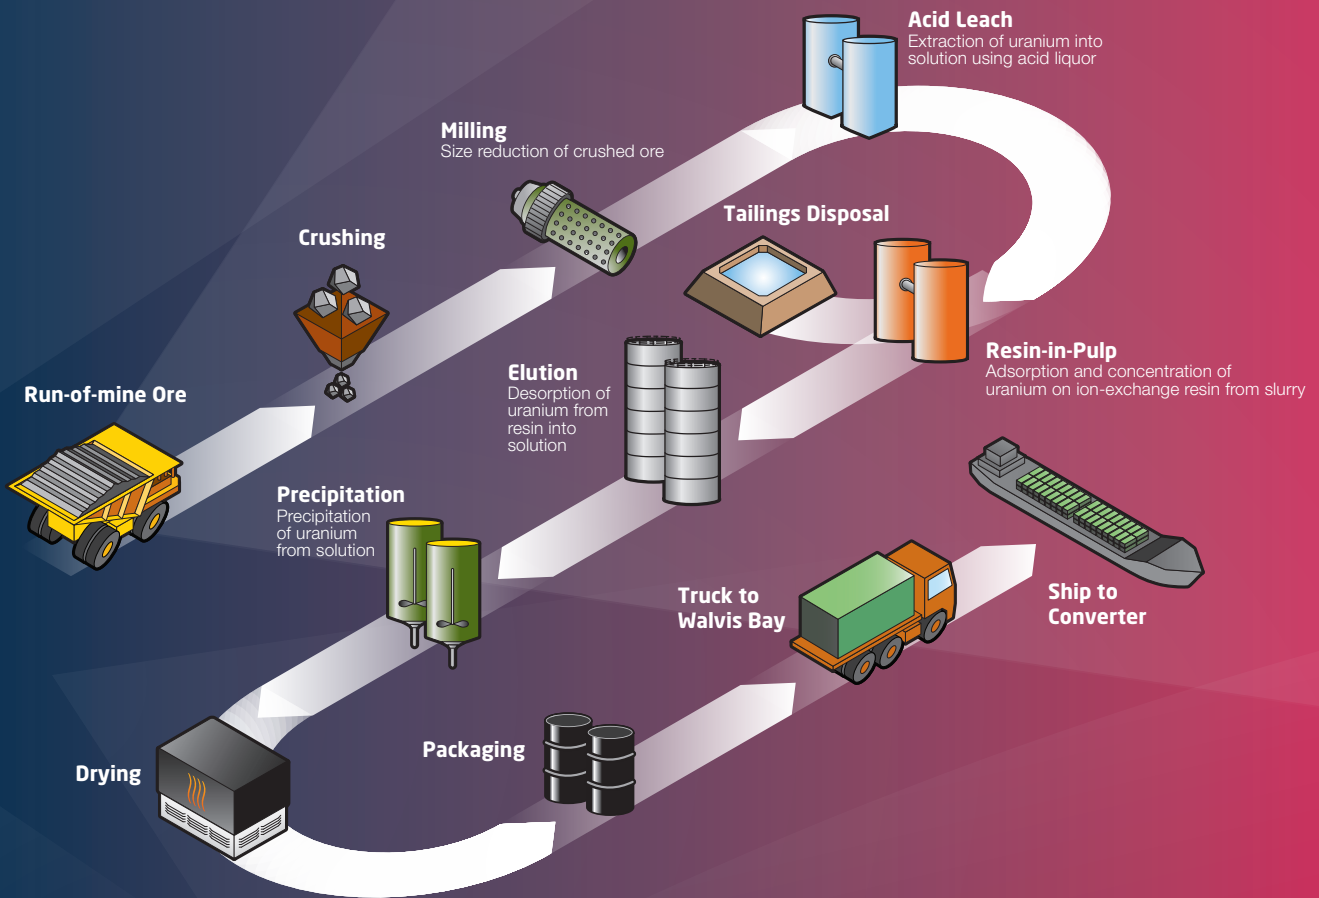 Acid Leach
Extraction of uranium into
solution using acid liquor
Milling
Size reduction of crushed ore
Tailings Disposal
Crushing
Resin-in-Pulp
Adsorption and concentration of
uranium on ion-exchange resin from slurry
Elution
Desorption of
uranium from
resin into
solution
Run-of-mine Ore
Precipitation
Precipitation
of uranium
from solution
Truck to
Walvis Bay
Ship to
Converter
Packaging
Drying